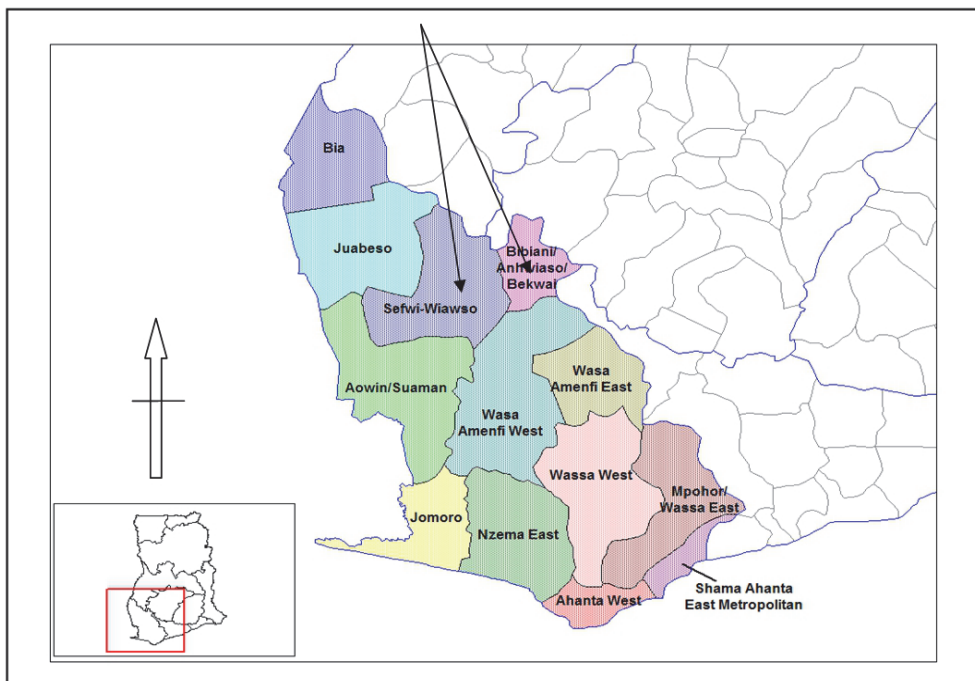 Bia
Juabeso
Bibiani/
Anhwiaso/
Bekwai
Sefwi-Wiawso
Aowin/Suaman
Wasa
Amenfi East
Wasa
Amenfi West
Wassa West
Mpohor/
Wassa East
Jomoro
Nzema East
Ahanta West
Shama Ahanta
East Metropolitan